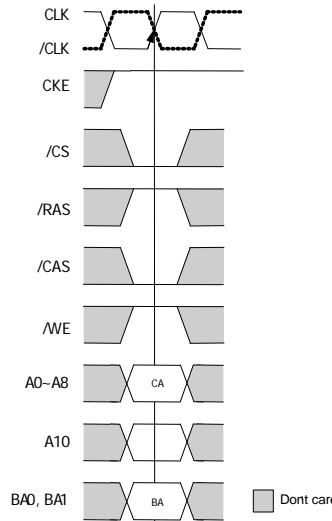 CLK
/CLK
CKE
/CS
/RAS
/CAS
/WE
A0~A8
CA
A10
BA0, BA1
BA
Dont care